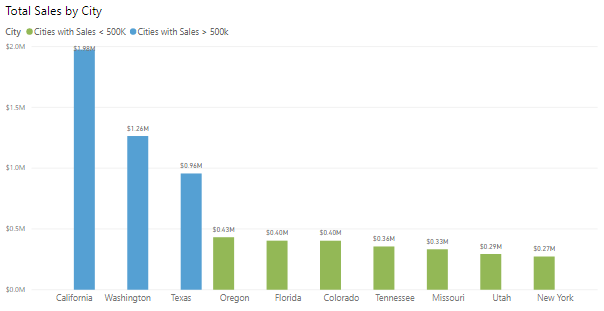 Total Sales by City
City Cities with Sales < 500K Cities with Sales > 500k
$2.0M
$1.5M
$1.0M
$0.5M
$0.0M
$1.98M
$1.26M
$0.96M
$0.43M
$0.40M
$0.40M
$0.36M
$0.33M
$0.29M
$0.27M
California Washington Texas Oregon Florida Colorado Tennessee Missouri Utah New York